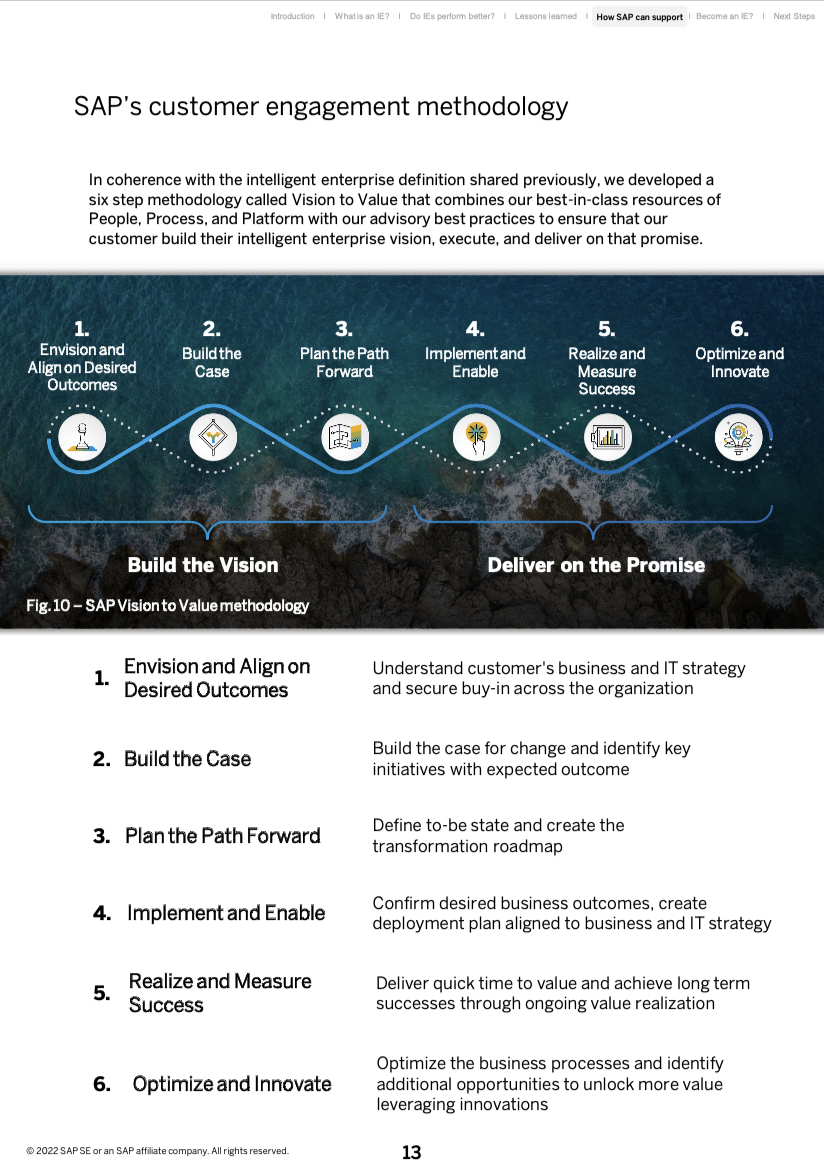 Introduction | What is an IE? | Do IEs perform better? | Lessons learned | How SAP can support | Become an IE? | Next Steps
SAP's customer engagement methodology
In coherence with the intelligent enterprise definition shared previously, we developed a
six step methodology called Vision to Value that combines our best-in-class resources of
People, Process, and Platform with our advisory best practices to ensure that our
customer build their intelligent enterprise vision, execute, and deliver on that promise.
1.
Envision and
Align on Desired
Outcomes
2.
Build the
Case
3.
Plan the Path
Forward
4.
Implement and
Enable
5.
Realize and
Measure
Success
6.
Optimize and
Innovate
Build the Vision
Deliver on the Promise
Fig. 10 – SAP Vision to Value methodology
1.
Envision and Align on
Desired Outcomes
Understand customer's business and IT strategy
and secure buy-in across the organization
2.
Build the Case
Build the case for change and identify key
initiatives with expected outcome
3.
Plan the Path Forward
Define to-be state and create the
transformation roadmap
4.
Implement and Enable
Confirm desired business outcomes, create
deployment plan aligned to business and IT strategy
5.
Realize and Measure
Success
Deliver quick time to value and achieve long term
successes through ongoing value realization
6.
Optimize and Innovate
Optimize the business processes and identify
additional opportunities to unlock more value
leveraging innovations
© 2022 SAP SE or an SAP affiliate company. All rights reserved.
13